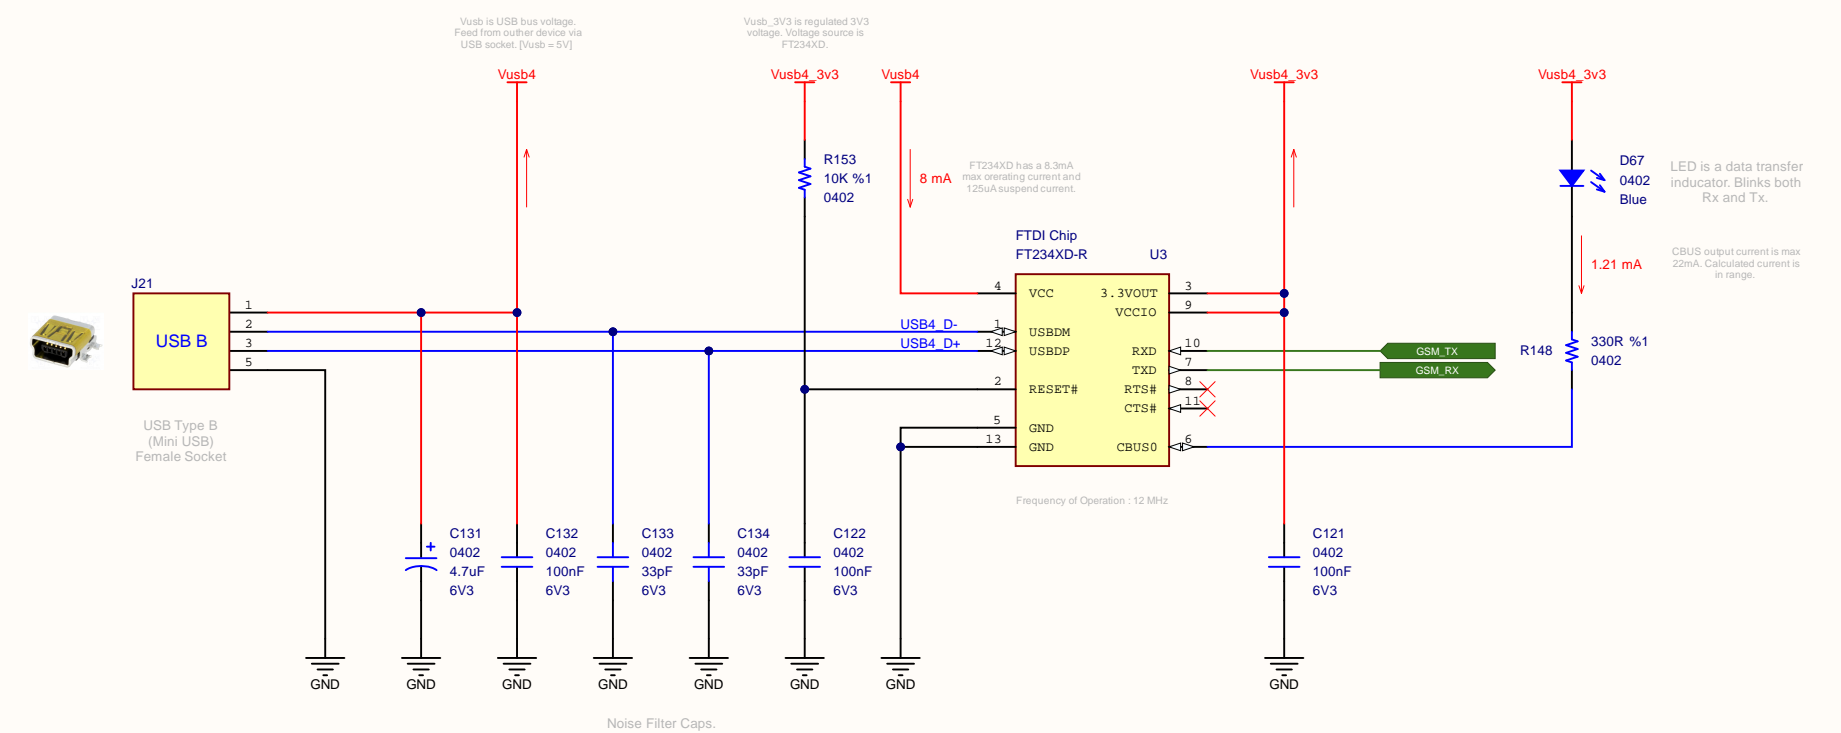 Vusb is USB bus voltage.
Feed from outher device via
USB socket. [Vusb = 5V]
Vusb_3V3 is regulated 3V3
voltage. Voltage source is
FT234XD.
Vusb4
Vusb4_3v3
Vusb4
Vusb4_3v3
Vusb4_3v3
R153
10K %1
0402
8 mA
FT234XD has a 8.3mA
max orerating current and
125uA suspend current.
D67
0402
Blue
LED is a data transfer
inducator. Blinks both
Rx and Tx.
1.21 mA
CBUS output current is max
22mA. Calculated current is
in range.
FTDI Chip
FT234XD-R
U3
J21
USB B
1
2
3
5
USB Type B
(Mini USB)
Female Socket
USB4_D-
USB4_D+
4
1
12
2
5
13
VCC
USBDM
USBDP
RESET#
GND
GND
3.3VOUT
VCCIO
RXD
TXD
RTS#
CTS#
CBUS0
3
9
10
7
8
11
6
GSM_TX
GSM_RX
R148
330R %1
0402
Frequency of Operation : 12 MHz
C131
0402
4.7uF
6V3
C132
0402
100nF
6V3
C133
0402
33pF
6V3
C134
0402
33pF
6V3
C122
0402
100nF
6V3
C121
0402
100nF
6V3
GND
GND
GND
GND
GND
GND
GND
GND
Noise Filter Caps.